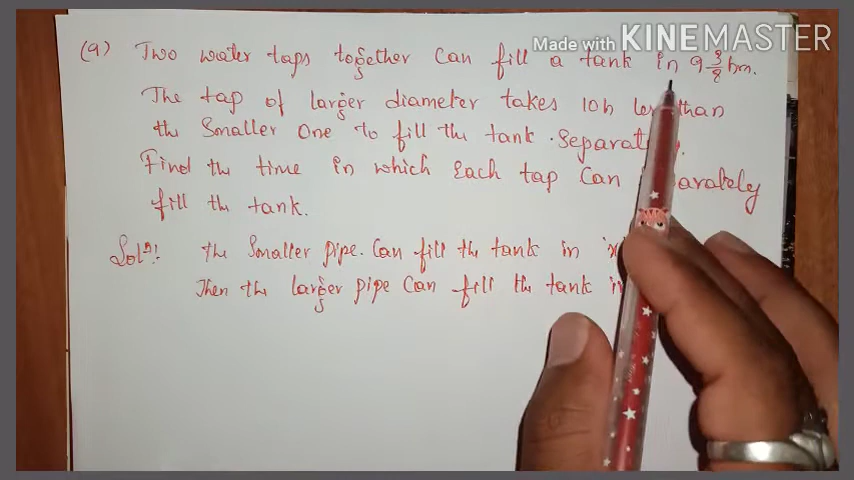 Made with KINEMASTER
(9) Two water taps together Can fill a tank in 9 3/8 hrs.
The tap of larger diameter takes 10h than
the Smaller One to fill the tank . Separat
Find the time in which Each tap Can
fill the tank.
Soln! the Smaller pipe. Can fill the tank in
Then the larger pipe Can fill the tank